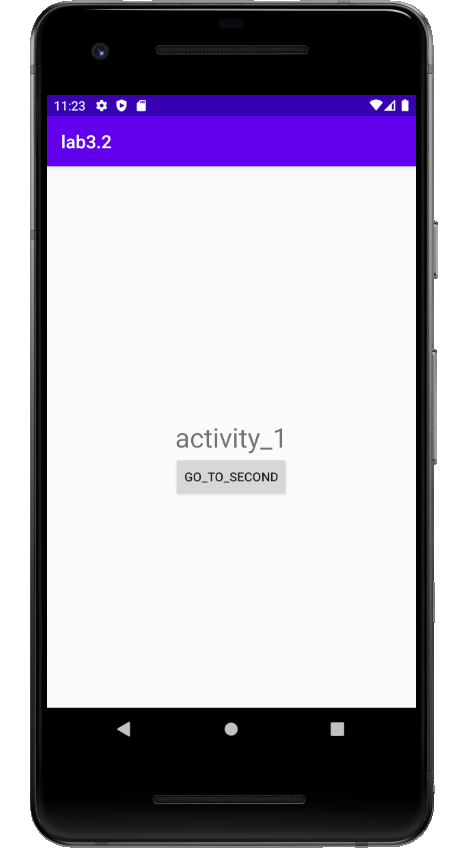 11:23
lab3.2
activity_1
GO_TO_SECOND